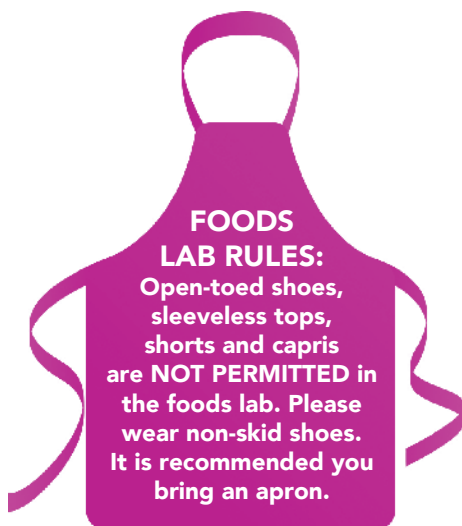 FOODS
LAB RULES:
Open-toed shoes,
sleeveless tops,
shorts and capris
are NOT PERMITTED in
the foods lab. Please
wear non-skid shoes.
It is recommended you
bring an apron.